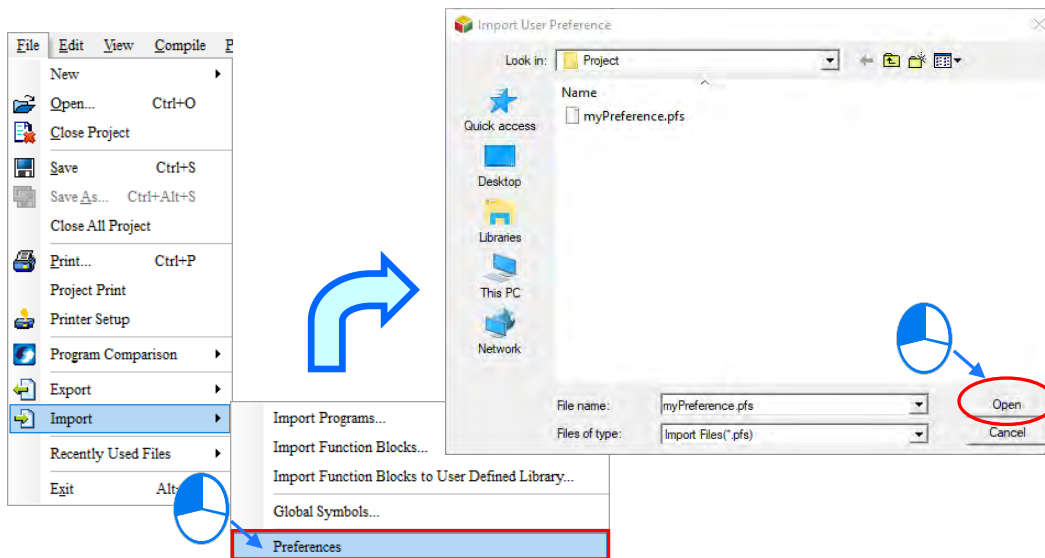 File Edit View Compile P
New
Open... Ctrl+O
Close Project
Save Ctrl+S
Save As... Ctrl+Alt+S
Close All Project
Print... Ctrl+P
Project Print
Printer Setup
Program Comparison
Export
Import
Recently Used Files
Exit
Import Programs...
Import Function Blocks...
Import Function Blocks to User Defined Library...
Global Symbols...
Preferences
Import User Preference
Look in: Project
Name
myPreference.pfs
Quick access
Desktop
Libraries
This PC
Network
File name: myPreference.pfs Open
Files of type: Import Files(*.pfs) Cancel